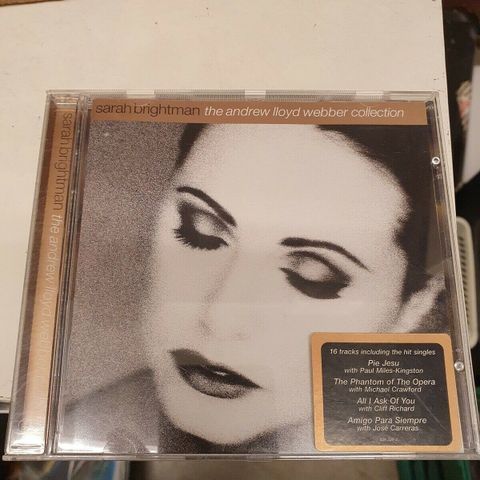 sarah brightman the andrew lloyd webber collection
sarah brightman the andrew lloyd web
16 tracks including the hit singles
Pie Jesu
with Paul Miles-Kingston
The Phantom of The Opera
with Michael Crawford
All I Ask Of You
with Cliff Richard
Amigo Para Siempre
with José Carreras